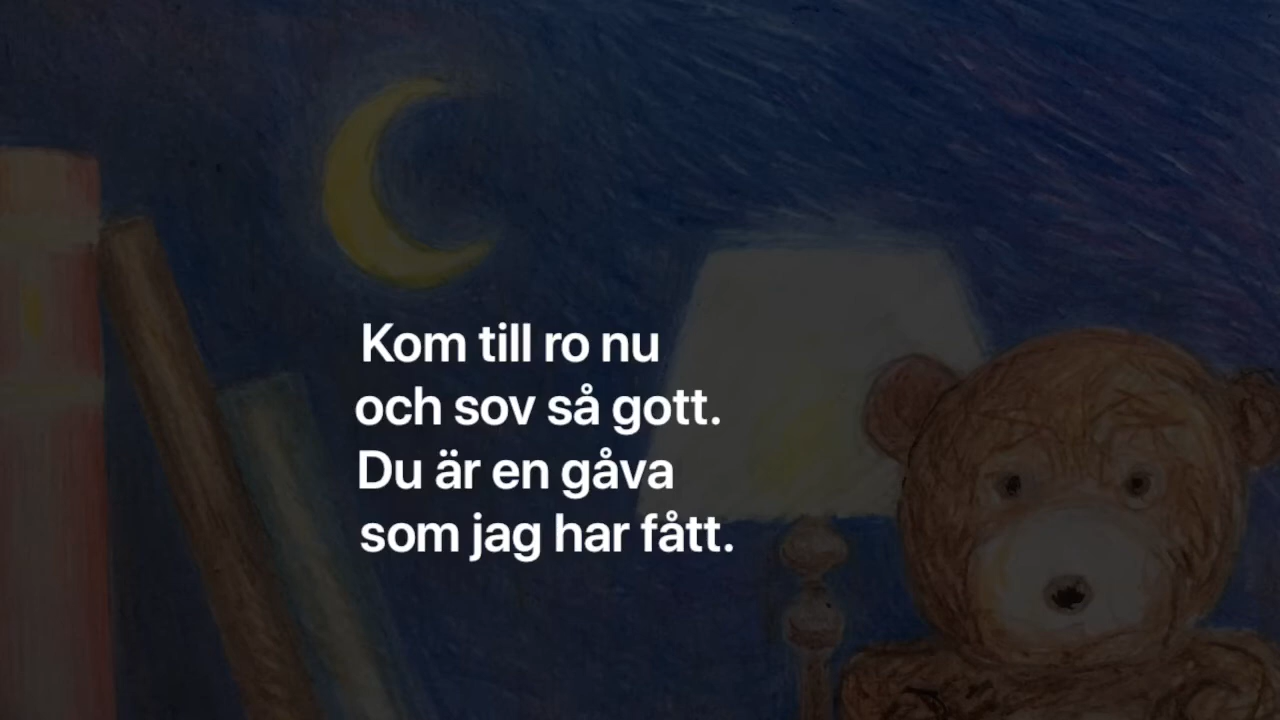 Kom till ro nu
och sov så gott.
Du är en gåva
som jag har fått.